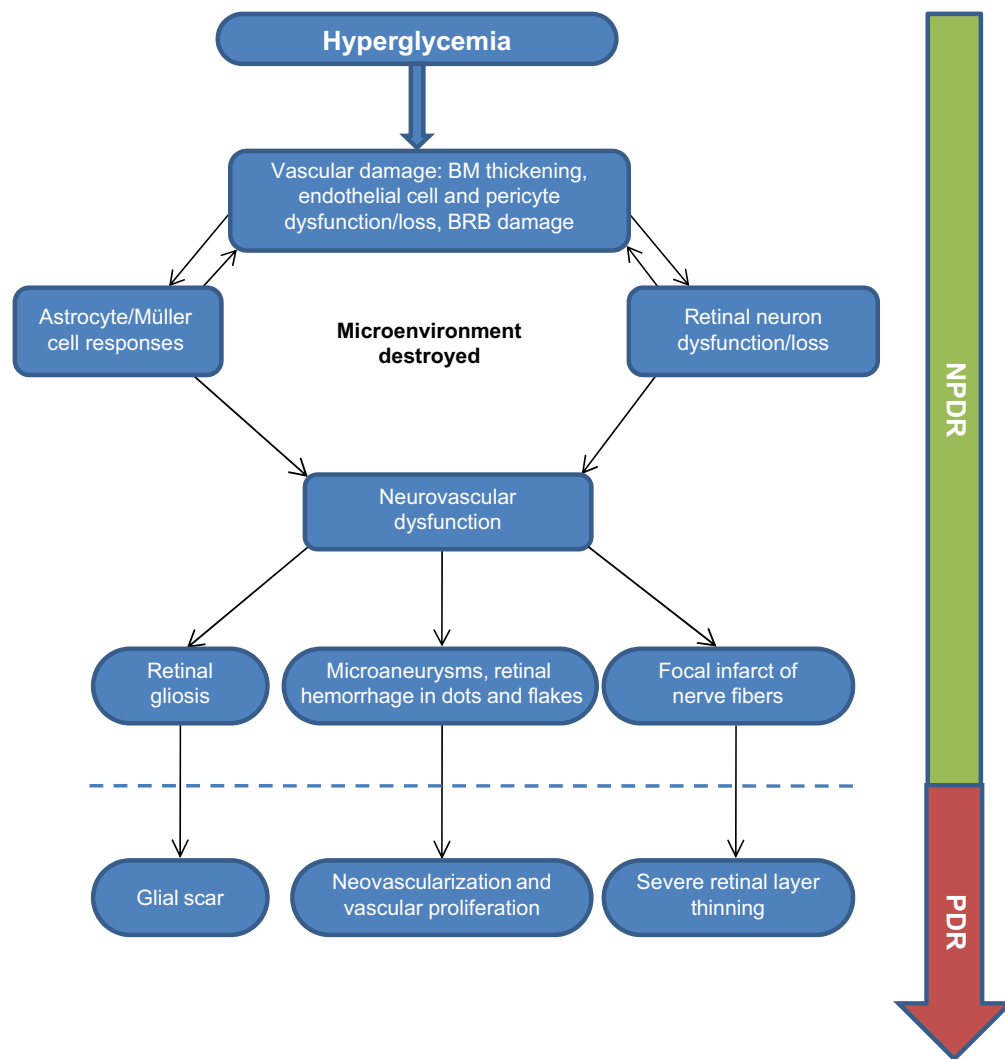 Hyperglycemia
Vascular damage: BM thickening,
endothelial cell and pericyte
dysfunction/loss, BRB damage
Astrocyte/Müller
cell responses
Microenvironment
destroyed
Retinal neuron
dysfunction/loss
Neurovascular
dysfunction
Retinal
gliosis
Microaneurysms, retinal
hemorrhage in dots and flakes
Focal infarct of
nerve fibers
Glial scar
Neovascularization and
vascular proliferation
Severe retinal layer
thinning
NPDR
PDR